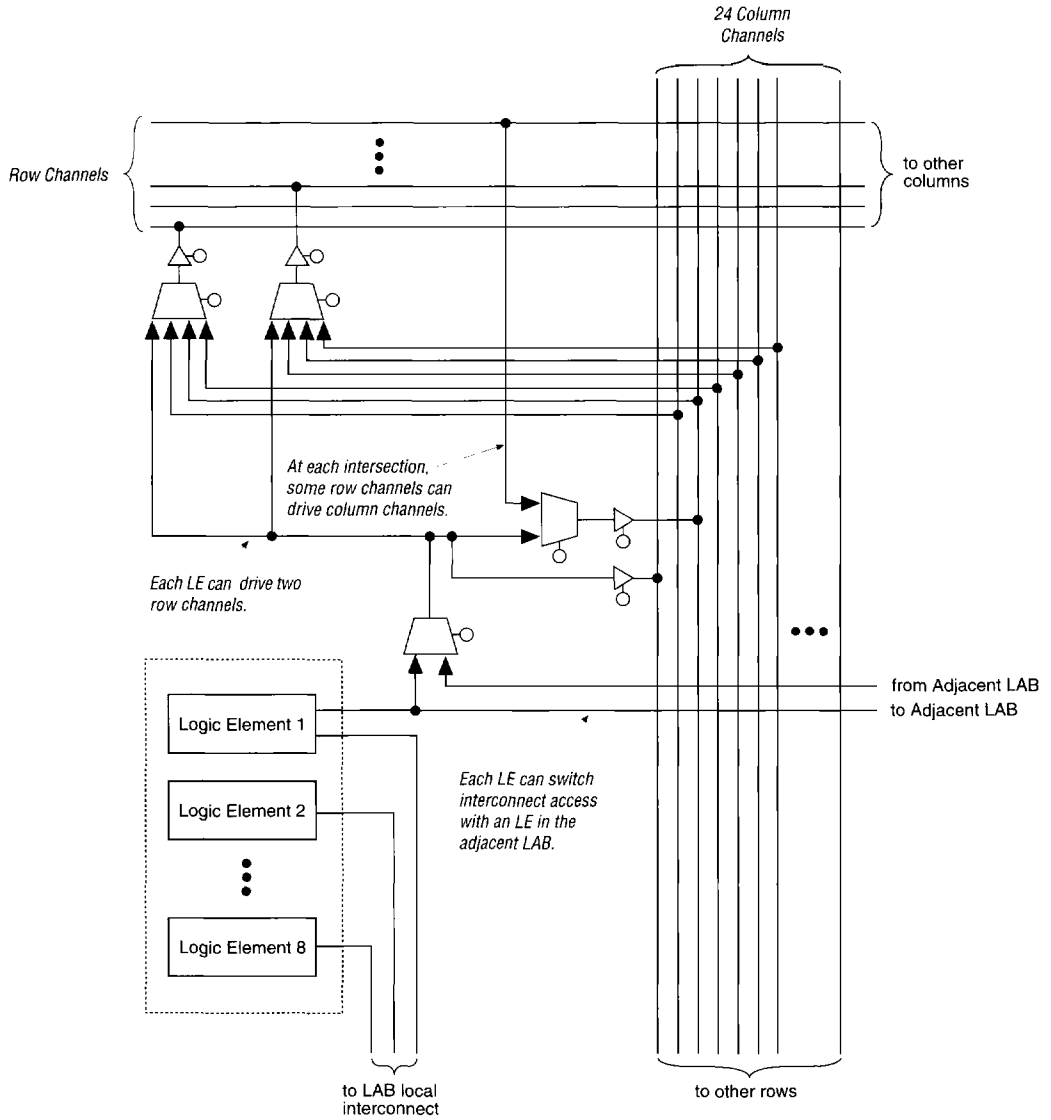 24 Column
Channels
Row Channels
to other
columns
At each intersection,
some row channels can
drive column channels.
Each LE can drive two
row channels.
from Adjacent LAB
to Adjacent LAB
Logic Element 1
Each LE can switch
interconnect access
with an LE in the
adjacent LAB.
Logic Element 2
Logic Element 8
to LAB local
interconnect
to other rows